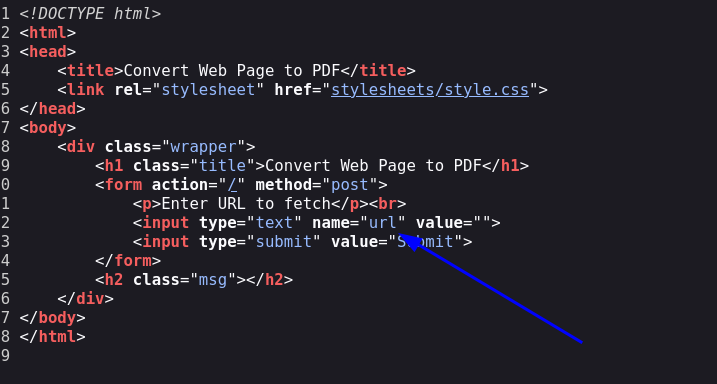 1 <!DOCTYPE html>
2 <html>
3 <head>
4     <title>Convert Web Page to PDF</title>
5     <link rel="stylesheet" href="stylesheets/style.css">
6 </head>
7 <body>
8     <div class="wrapper">
9         <h1 class="title">Convert Web Page to PDF</h1>
0         <form action="/" method="post">
1             <p>Enter URL to fetch</p><br>
2             <input type="text" name="url" value="">
3             <input type="submit" value="Submit">
4         </form>
5         <h2 class="msg"></h2>
6     </div>
7 </body>
8 </html>
9